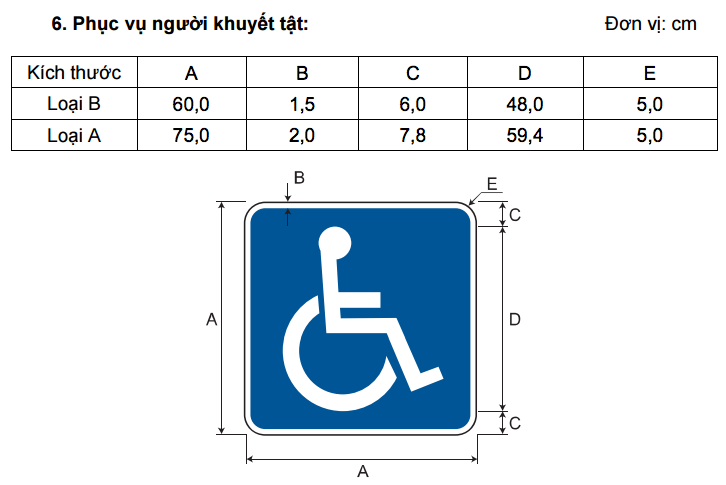 6. Phục vụ người khuyết tật: Đơn vị: cm
Kích thước A B C D E
Loại B 60,0 1,5 6,0 48,0 5,0
Loại A 75,0 2,0 7,8 59,4 5,0
B E
C
A D
C
A